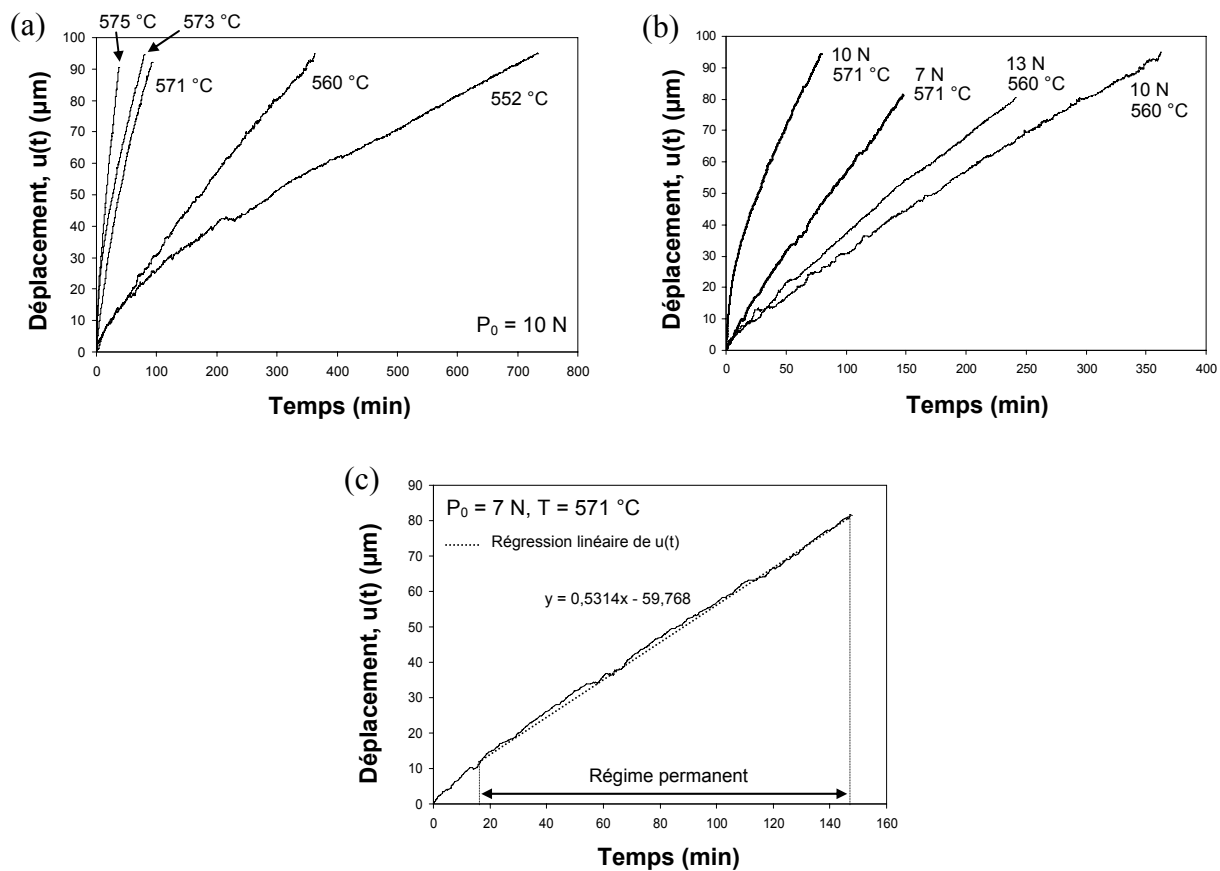 (a)
575 °C
573 °C
571 °C
560 °C
552 °C
100
90
80
70
60
50
40
30
20
10
0
Déplacement, u(t) (µm)
P₀ = 10 N
0 100 200 300 400 500 600 700 800
Temps (min)
(b)
100
90
80
70
60
50
40
30
20
10
0
Déplacement, u(t) (µm)
10 N
571 °C
7 N
571 °C
13 N
560 °C
10 N
560 °C
0 50 100 150 200 250 300 350 400
Temps (min)
(c)
90
80
70
60
50
40
30
20
10
0
Déplacement, u(t) (µm)
P₀ = 7 N, T = 571 °C
Régression linéaire de u(t)
y = 0,5314x - 59,768
Régime permanent
0 20 40 60 80 100 120 140 160
Temps (min)